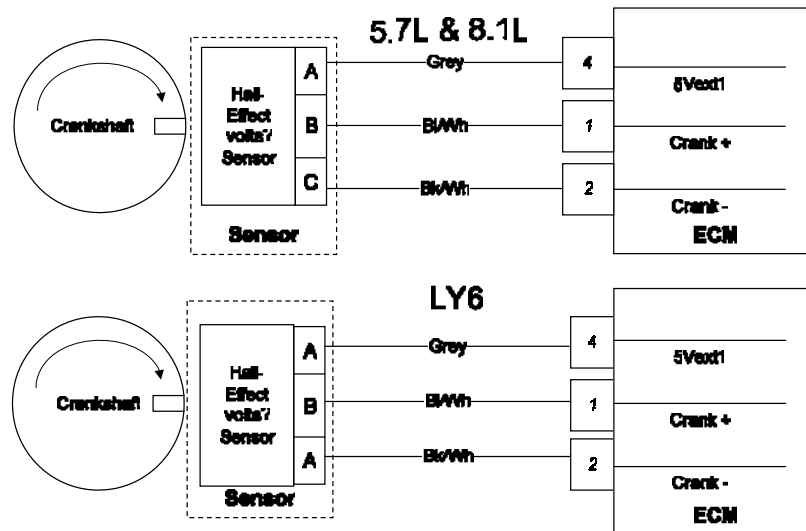 5.7L & 8.1L
Crankshaft
Hall-
Effect
volts?
Sensor
A
B
C
Sensor
Grey
Bl/Wh
Bk/Wh
4
1
2
5Vext1
Crank +
Crank -
ECM
LY6
Crankshaft
Hall-
Effect
volts?
Sensor
A
B
A
Sensor
Grey
Bl/Wh
Bk/Wh
4
1
2
5Vext1
Crank +
Crank -
ECM